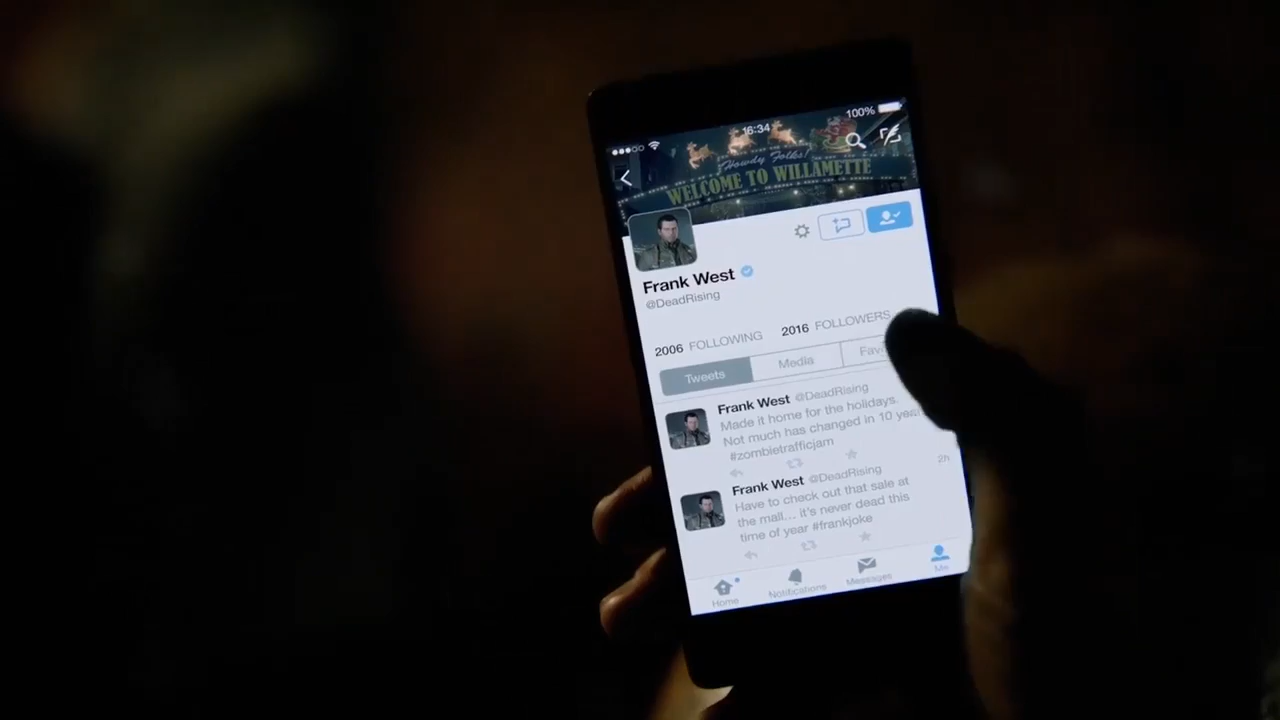 16:34
100%
Howdy Folks!
WELCOME TO WILLAMETTE
Frank West
@DeadRising
2006 FOLLOWING 2016 FOLLOWERS
Tweets Media
Frank West @DeadRising
Made it home for the holidays.
Not much has changed in 10
#zombietrafficjam
2h
Frank West @DeadRising
Have to check out that sale at
the mall... it's never dead this
time of year #frankjoke
Home Notifications Messages Me